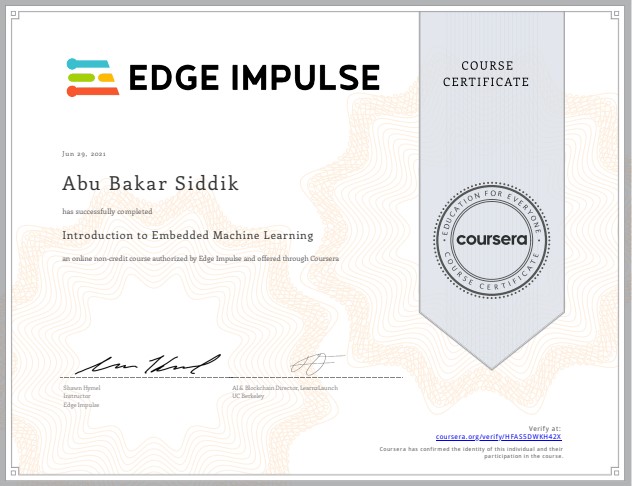 EDGE IMPULSE
COURSE
CERTIFICATE
Jun 29, 2021
Abu Bakar Siddik
has successfully completed
Introduction to Embedded Machine Learning
an online non-credit course authorized by Edge Impulse and offered through Coursera
EDUCATION FOR EVERYONE
coursera
COURSE CERTIFICATE
Shawn Hymel
Instructor
Edge Impulse
AI & Blockchain Director, LearnLaunch
UC Berkeley
Verify at:
coursera.org/verify/HFAS5DWKH42X
Coursera has confirmed the identity of this individual and their
participation in the course.